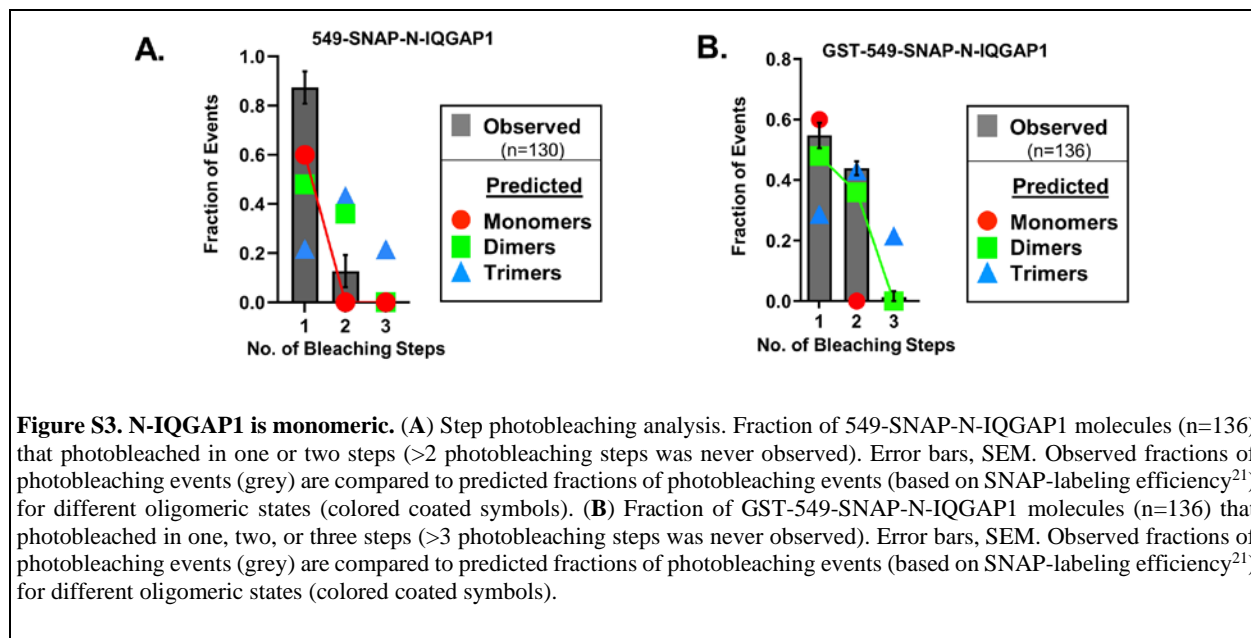 A.
549-SNAP-N-IQGAP1
Fraction of Events
1.0
0.8
0.6
0.4
0.2
0.0
1 2 3
No. of Bleaching Steps
Observed
(n=130)
Predicted
Monomers
Dimers
Trimers
B.
GST-549-SNAP-N-IQGAP1
Fraction of Events
0.8
0.6
0.4
0.2
0.0
1 2 3
No. of Bleaching Steps
Observed
(n=136)
Predicted
Monomers
Dimers
Trimers
Figure S3. N-IQGAP1 is monomeric. (A) Step photobleaching analysis. Fraction of 549-SNAP-N-IQGAP1 molecules (n=136)
that photobleached in one or two steps (>2 photobleaching steps was never observed). Error bars, SEM. Observed fractions of
photobleaching events (grey) are compared to predicted fractions of photobleaching events (based on SNAP-labeling efficiency21)
for different oligomeric states (colored coated symbols). (B) Fraction of GST-549-SNAP-N-IQGAP1 molecules (n=136) that
photobleached in one, two, or three steps (>3 photobleaching steps was never observed). Error bars, SEM. Observed fractions of
photobleaching events (grey) are compared to predicted fractions of photobleaching events (based on SNAP-labeling efficiency21)
for different oligomeric states (colored coated symbols).